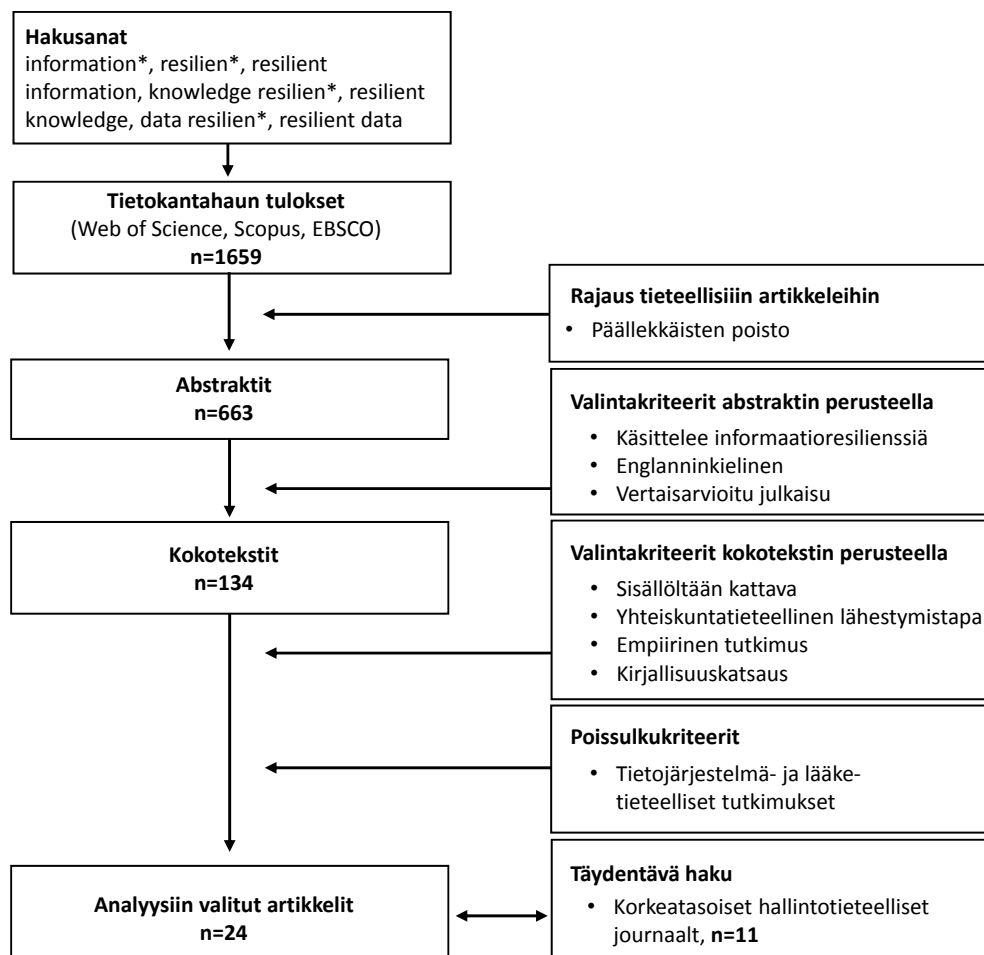 Hakusanat
information*, resilien*, resilient
information, knowledge resilien*, resilient
knowledge, data resilien*, resilient data
Tietokantahaun tulokset
(Web of Science, Scopus, EBSCO)
n=1659
Rajaus tieteellisiiin artikkeleihin
• Päällekkäisten poisto
Abstraktit
n=663
Valintakriteerit abstraktin perusteella
• Käsittelee informaatioresilienssiä
• Englanninkielinen
• Vertaisarvioitu julkaisu
Kokotekstit
n=134
Valintakriteerit kokotekstin perusteella
• Sisällöltään kattava
• Yhteiskuntatieteellinen lähestymistapa
• Empiirinen tutkimus
• Kirjallisuuskatsaus
Poissulkukriteerit
• Tietojärjestelmä- ja lääke-
tieteelliset tutkimukset
Analyysiin valitut artikkelit
n=24
Täydentävä haku
• Korkeatasoiset hallintotieteelliset
journaalt, n=11